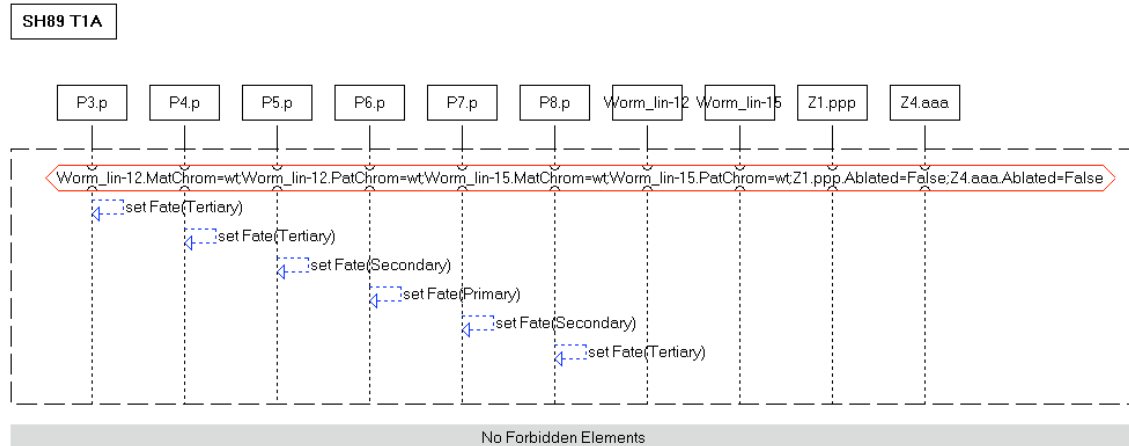 SH89 T1A
P3.p P4.p P5.p P6.p P7.p P8.p Worm_lin-12 Worm_lin-15 Z1.ppp Z4.aaa
Worm_lin-12.MatChrom=wt;Worm_lin-12.PatChrom=wt;Worm_lin-15.MatChrom=wt;Worm_lin-15.PatChrom=wt;Z1.ppp.Ablated=False;Z4.aaa.Ablated=False
set Fate(Tertiary)
set Fate(Tertiary)
set Fate(Secondary)
set Fate(Primary)
set Fate(Secondary)
set Fate(Tertiary)
No Forbidden Elements